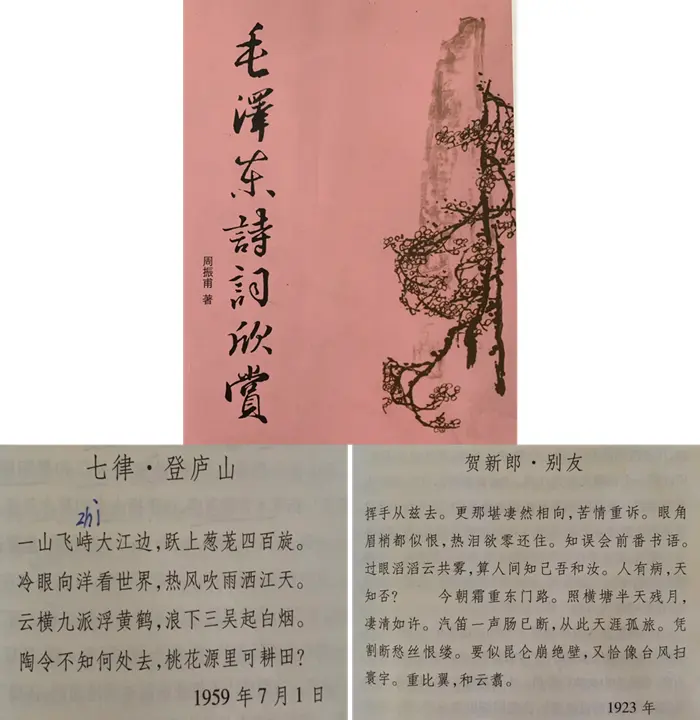 毛澤东詩詞欣赏
周振甫 著
七律·登庐山
zhì
一山飞峙大江边,跃上葱茏四百旋。
冷眼向洋看世界,热风吹雨洒江天。
云横九派浮黄鹤,浪下三吴起白烟。
陶令不知何处去,桃花源里可耕田?
1959年7月1日
贺新郎·别友
挥手从兹去。更那堪凄然相向,苦情重诉。眼角
眉梢都似恨,热泪欲零还住。知误会前番书语。
过眼滔滔云共雾,算人间知己吾和汝。人有病,天
知否? 今朝霜重东门路。照横塘半天残月,
凄清如许。汽笛一声肠已断,从此天涯孤旅。凭
割断愁丝恨缕。要似昆仑崩绝壁,又恰像台风扫
寰宇。重比翼,和云翥。
1923年